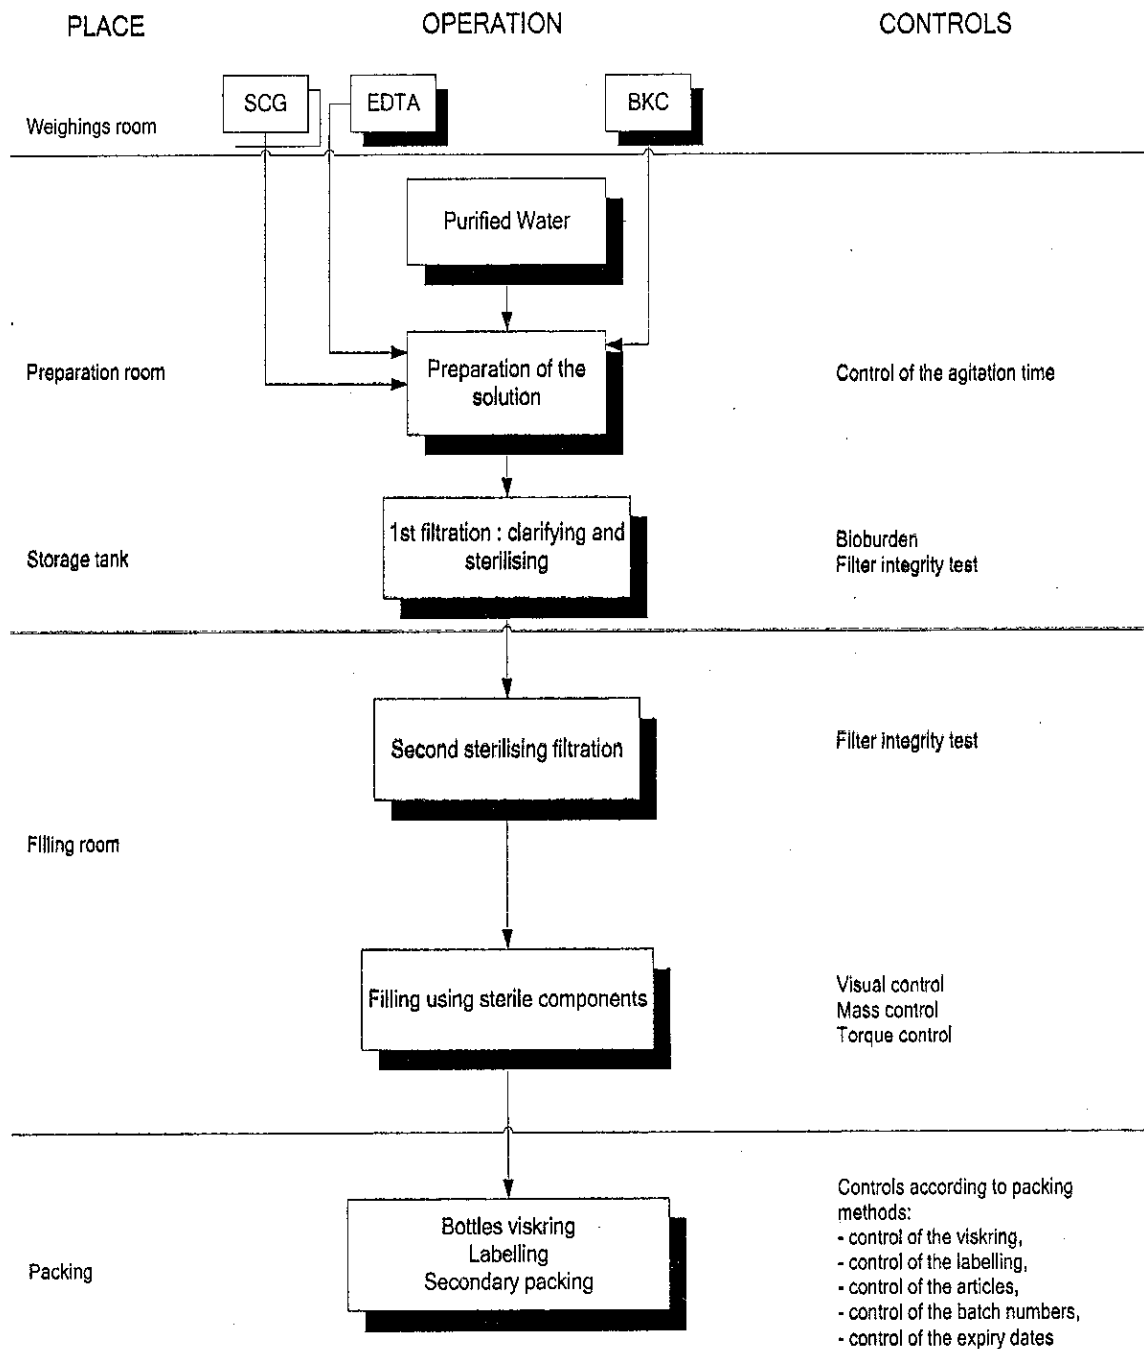 PLACE OPERATION CONTROLS
SCG EDTA BKC
Weighings room
Purified Water
Preparation room
Preparation of the
solution
Control of the agitation time
Storage tank
1st filtration : clarifying and
sterilising
Bioburden
Filter integrity test
Second sterilising filtration
Filter integrity test
Filling room
Filling using sterile components
Visual control
Mass control
Torque control
Packing
Bottles viskring
Labelling
Secondary packing
Controls according to packing
methods:
- control of the viskring,
- control of the labelling,
- control of the articles,
- control of the batch numbers,
- control of the expiry dates